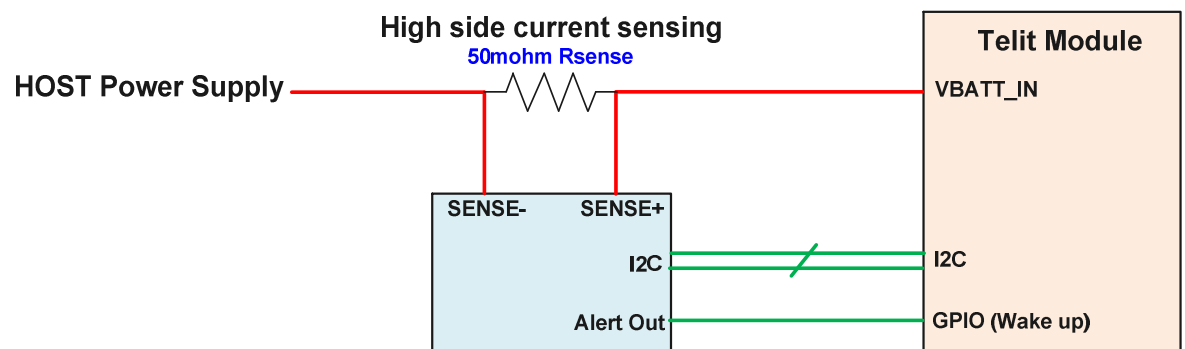 High side current sensing
50mohm Rsense
Telit Module
HOST Power Supply
VBATT_IN
SENSE-
SENSE+
I2C
I2C
Alert Out
GPIO (Wake up)